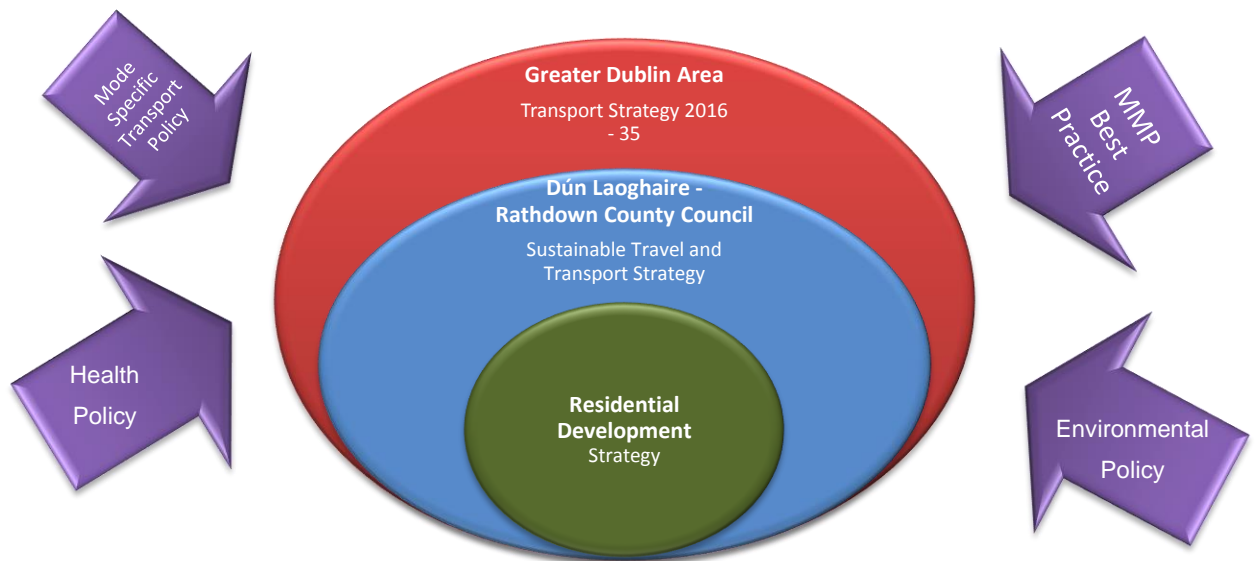 Mode
Specific
Transport
Policy
Greater Dublin Area
Transport Strategy 2016
- 35
MMP
Best
Practice
Dún Laoghaire -
Rathdown County Council
Sustainable Travel and
Transport Strategy
Health
Policy
Residential
Development
Strategy
Environmental
Policy